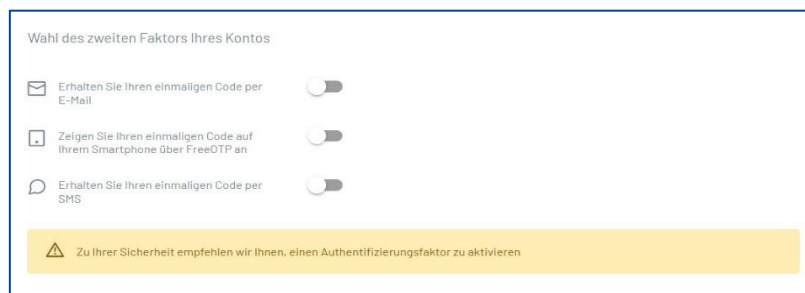 Wahl des zweiten Faktors Ihres Kontos
Erhalten Sie Ihren einmaligen Code per
E-Mail
Zeigen Sie Ihren einmaligen Code auf
Ihrem Smartphone über FreeOTP an
Erhalten Sie Ihren einmaligen Code per
SMS
Zu Ihrer Sicherheit empfehlen wir Ihnen, einen Authentifizierungsfaktor zu aktivieren